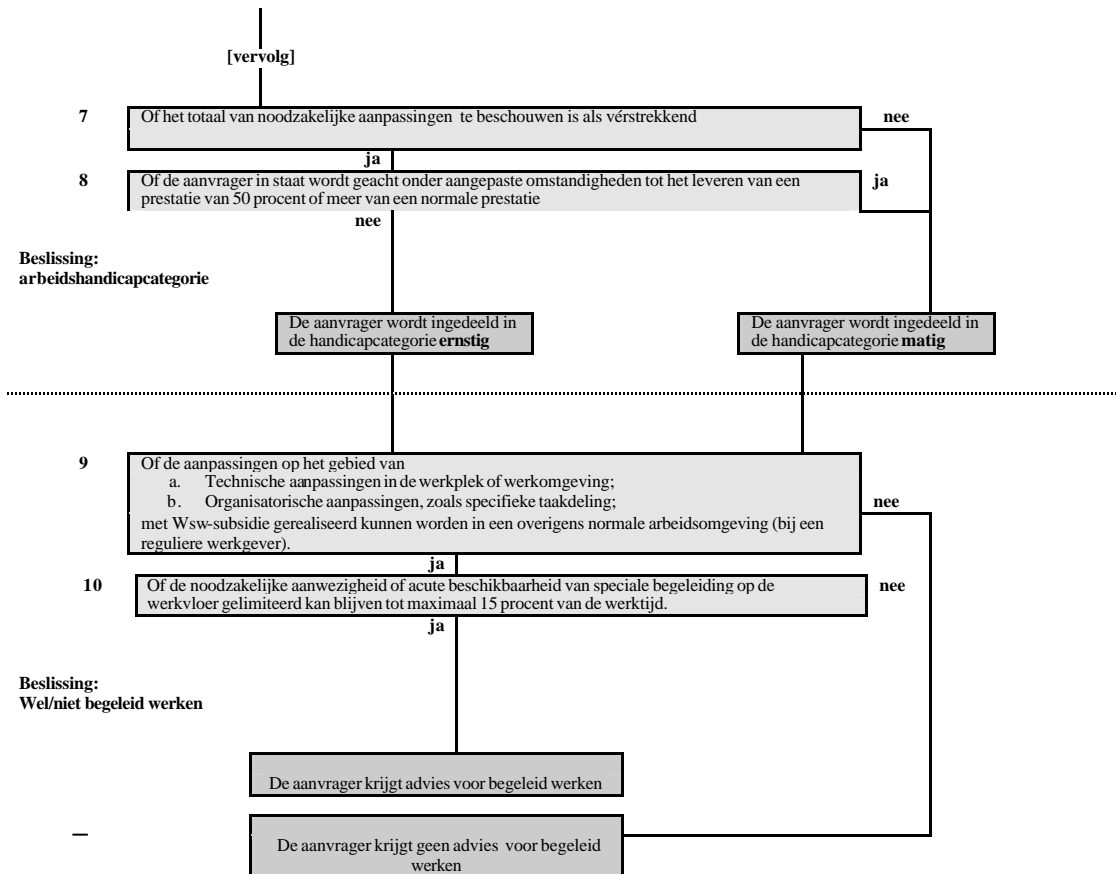 [vervolg]
7 Of het totaal van noodzakelijke aanpassingen te beschouwen is als vérstrekkend nee
ja
8 Of de aanvrager in staat wordt geacht onder aangepaste omstandigheden tot het leveren van een ja
prestatie van 50 procent of meer van een normale prestatie
nee
Beslissing:
arbeidshandicapcategorie
De aanvrager wordt ingedeeld in
de handicapcategorie ernstig
De aanvrager wordt ingedeeld in
de handicapcategorie matig
9 Of de aanpassingen op het gebied van
a. Technische aanpassingen in de werkplek of werkomgeving;
b. Organisatorische aanpassingen, zoals specifieke taakdeling; nee
met Wsw-subsidie gerealiseerd kunnen worden in een overigens normale arbeidsomgeving (bij een
reguliere werkgever).
ja
10 Of de noodzakelijke aanwezigheid of acute beschikbaarheid van speciale begeleiding op de nee
werkvloer gelimiteerd kan blijven tot maximaal 15 procent van de werktijd.
ja
Beslissing:
Wel/niet begeleid werken
De aanvrager krijgt advies voor begeleid werken
De aanvrager krijgt geen advies voor begeleid
werken